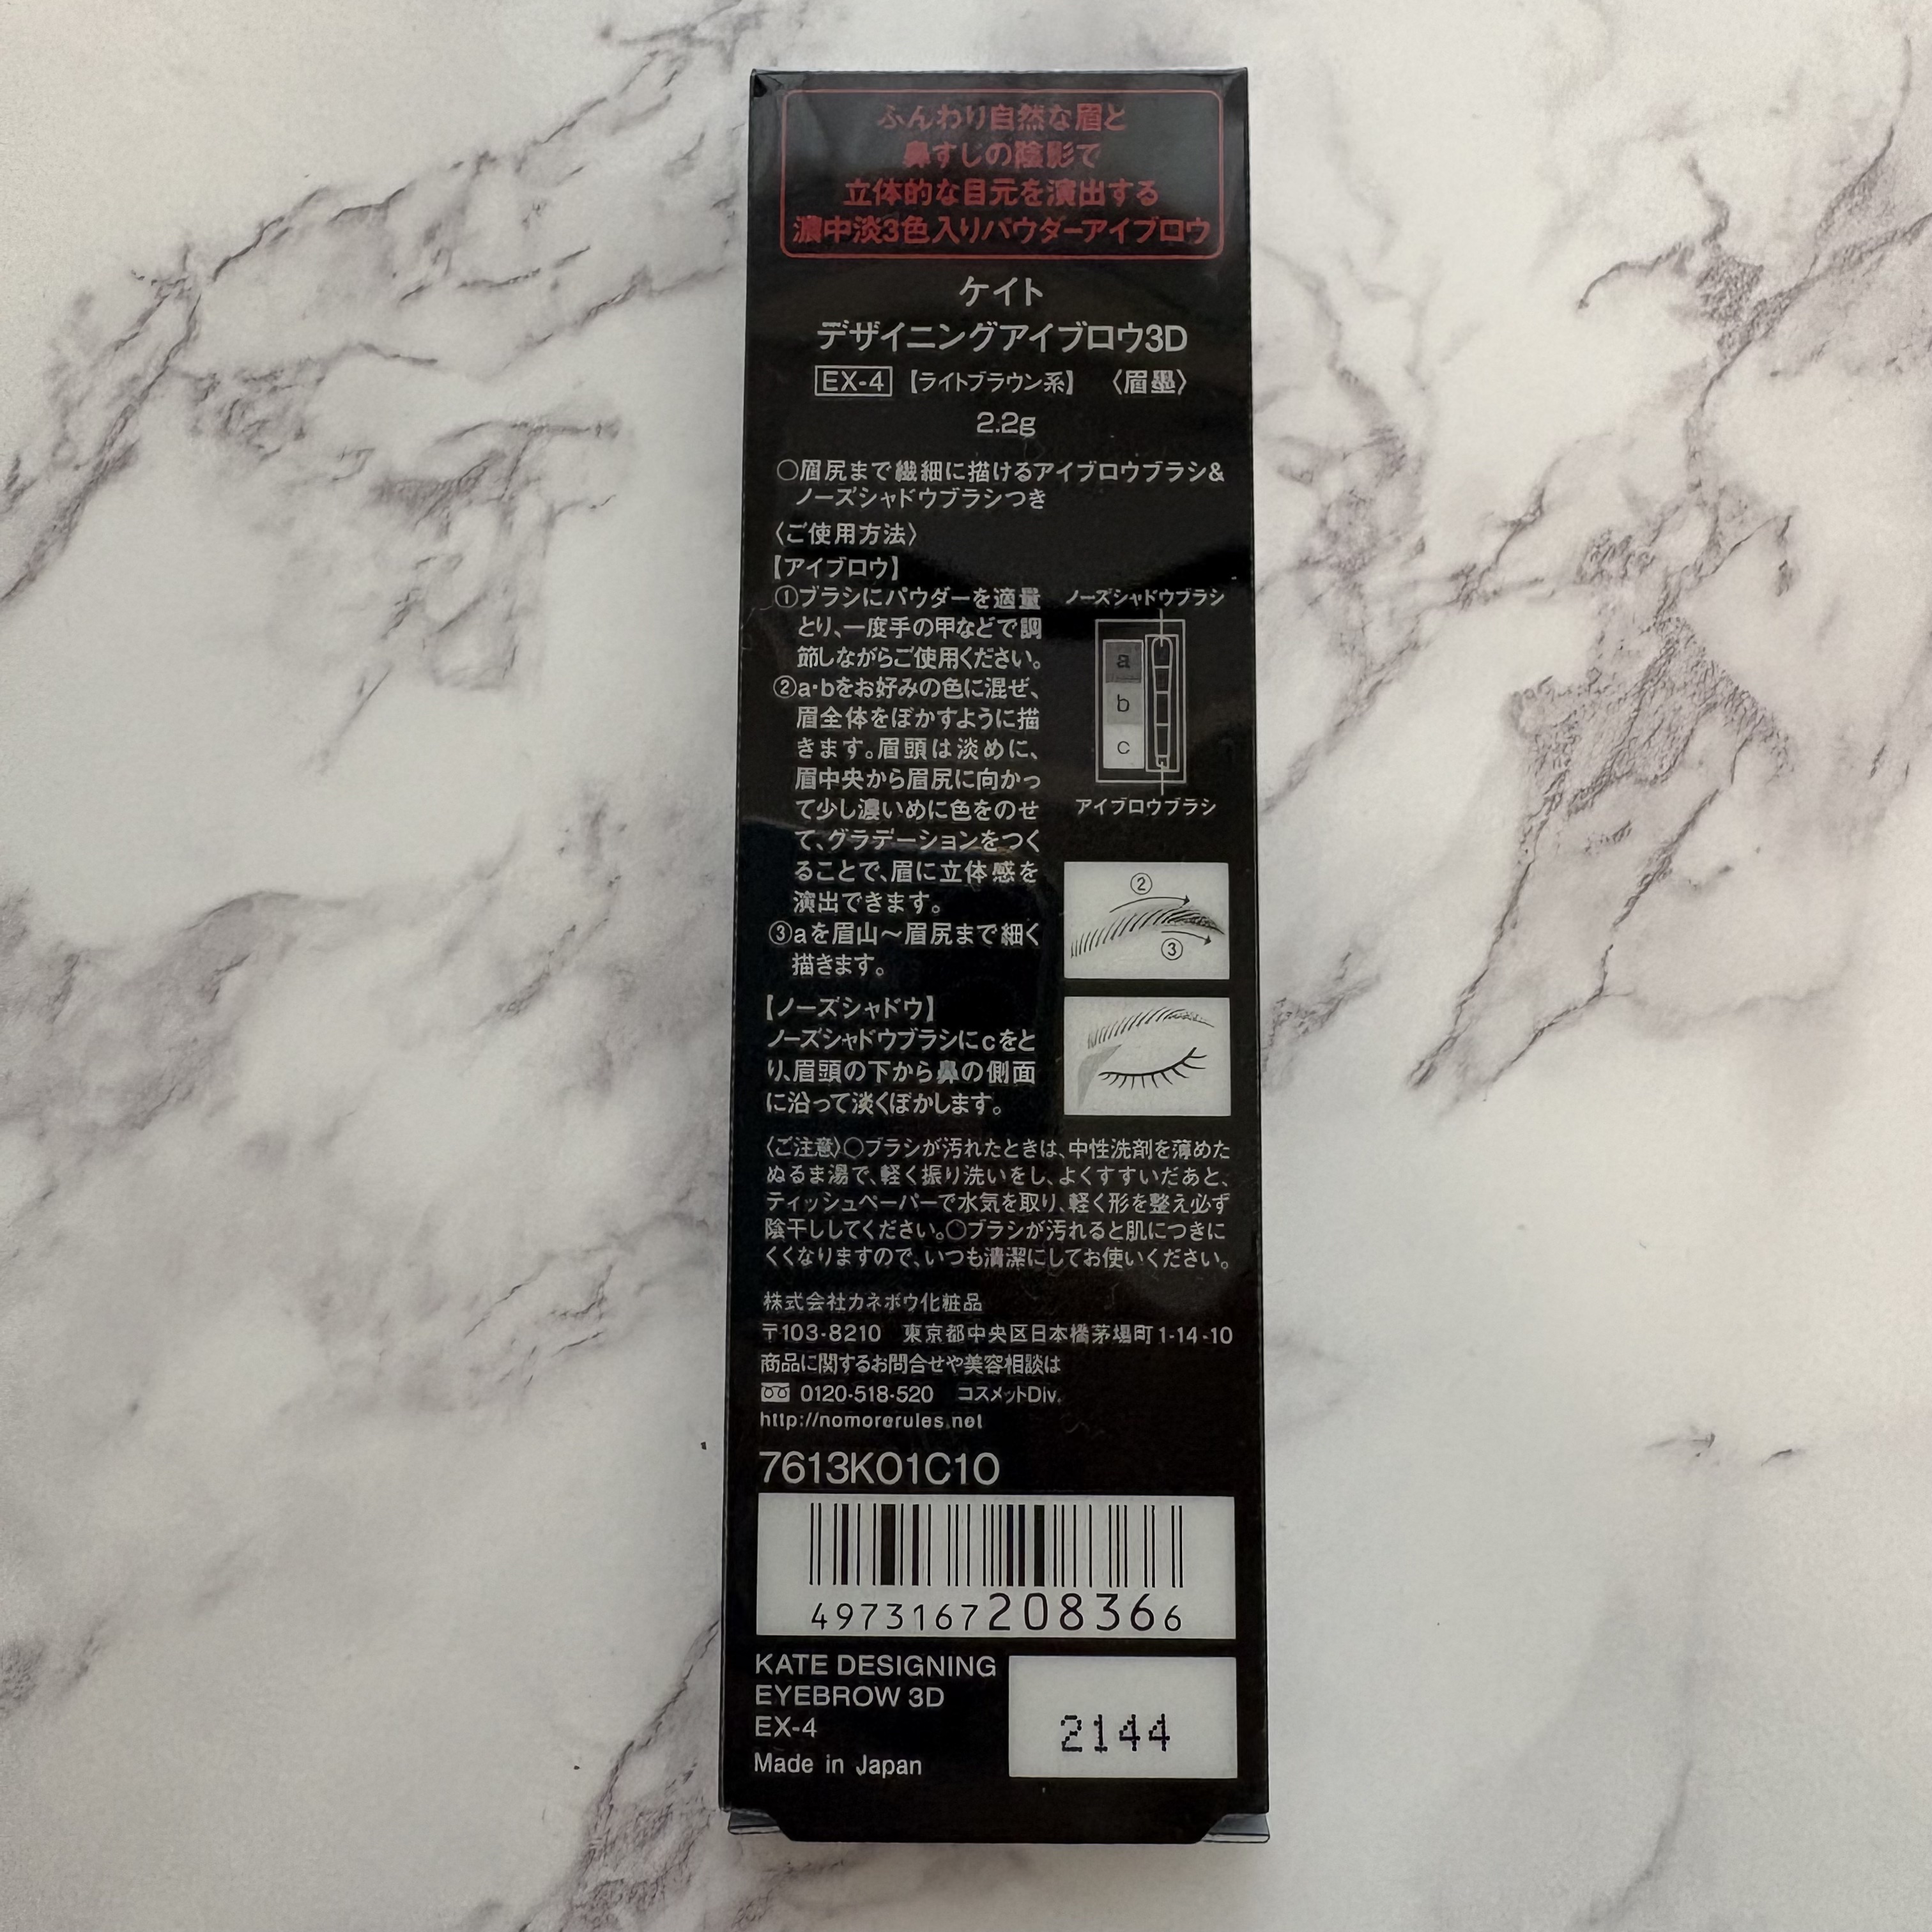 ふんわり自然な眉と
鼻すじの陰影で
立体的な目元を演出する
濃中淡3色入りパウダーアイブロウ
ケイト
デザイニングアイブロウ3D
EX-4 【ライトブラウン系】 〈眉墨〉
2.2g
○眉尻まで繊細に描けるアイブロウブラシ&
ノーズシャドウブラシつき
〈ご使用方法〉
【アイブロウ】
①ブラシにパウダーを適量
とり、一度手の甲などで調
節しながらご使用ください。
②a・bをお好みの色に混ぜ、
眉全体をぼかすように描
きます。眉頭は淡めに、
眉中央から眉尻に向かっ
て少し濃いめに色をのせ
て、グラデーションをつく
ることで、眉に立体感を
演出できます。
③aを眉山〜眉尻まで細く
描きます。
ノーズシャドウブラシ
a
b
c
アイブロウブラシ
②
③
【ノーズシャドウ】
ノーズシャドウブラシにcをと
り、眉頭の下から鼻の側面
に沿って淡くぼかします。
〈ご注意〉○ブラシが汚れたときは、中性洗剤を薄めた
ぬるま湯で、軽く振り洗いをし、よくすすいだあと、
ティッシュペーパーで水気を取り、軽く形を整え必ず
陰干ししてください。○ブラシが汚れると肌につきに
くくなりますので、いつも清潔にしてお使いください。
株式会社カネボウ化粧品
〒103-8210 東京都中央区日本橋茅場町1-14-10
商品に関するお問合せや美容相談は
0120-518-520 コスメットDiv.
http://nomorerules.net
7613K01C10
4973167208366
KATE DESIGNING
EYEBROW 3D
EX-4
Made in Japan
2144